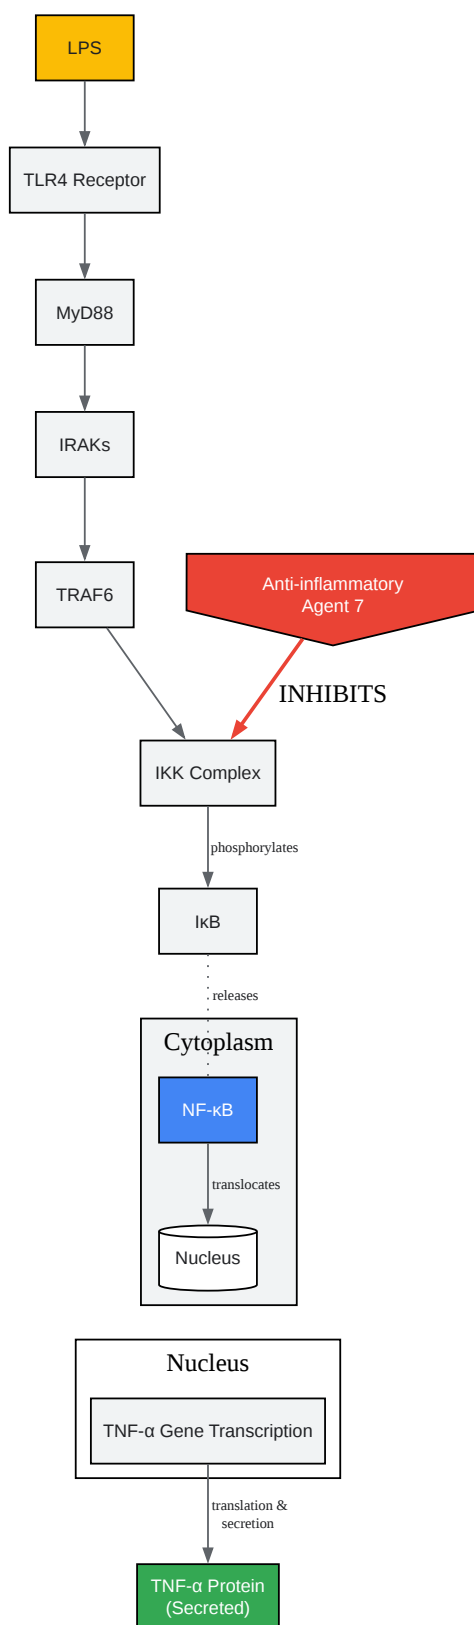 LPS
TLR4 Receptor
MyD88
IRAKs
TRAF6
Anti-inflammatory
Agent 7
INHIBITS
IKK Complex
phosphorylates
IκB
releases
Cytoplasm
NF-κB
translocates
Nucleus
Nucleus
TNF-α Gene Transcription
translation &
secretion
TNF-α Protein
(Secreted)